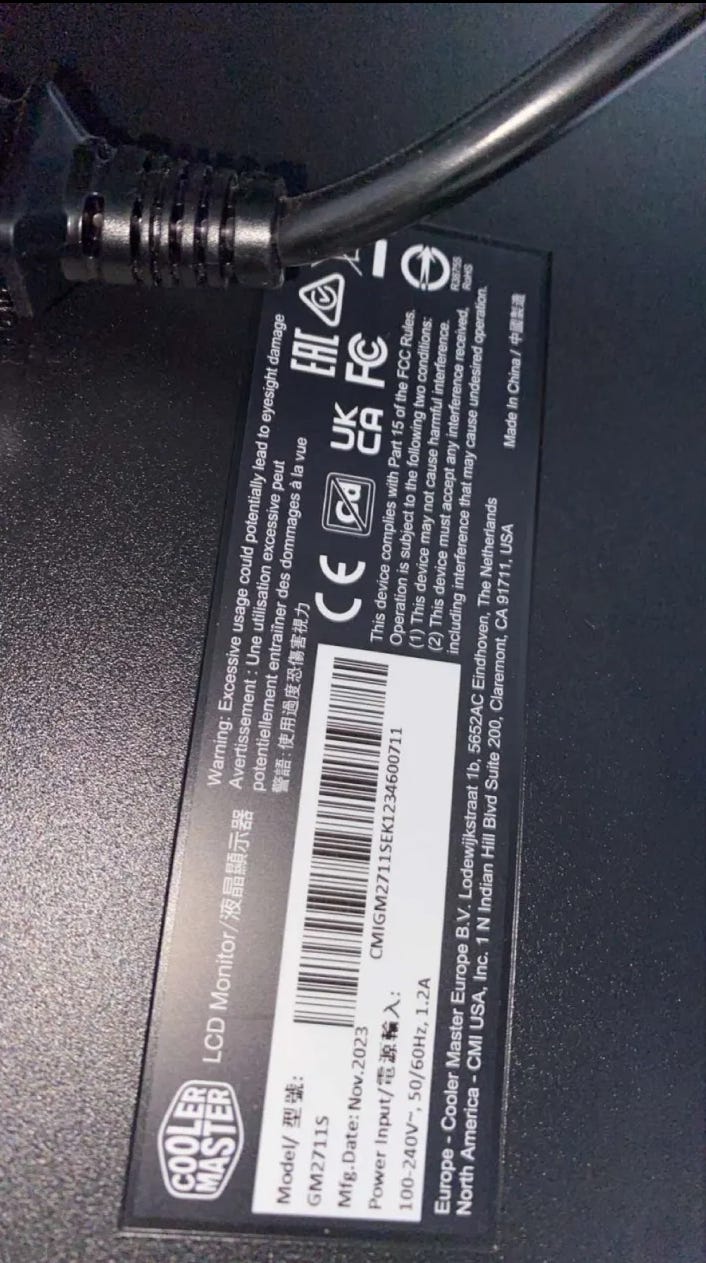 COOLER
MASTER
LCD Monitor/液晶顯示器
Warning: Excessive usage could potentially lead to eyesight damage
Avertissement : Une utilisation excessive peut
potentiellement entraîner des dommages à la vue
警語:使用過度恐傷害視力
Model/ 型號:
GM2711S
Mfg.Date: Nov.2023
Power Input/電源輸入:
100-240V~, 50/60Hz, 1.2A
CMIGM2711SEK1234600711
CE
Cd
UK
CA
EAC
FC
R3875S
RoHS
This device complies with Part 15 of the FCC Rules.
Operation is subject to the following two conditions:
(1) This device may not cause harmful interference.
(2) This device must accept any interference received,
including interference that may cause undesired operation.
Europe - Cooler Master Europe B.V. Lodewijkstraat 1b, 5652AC Eindhoven, The Netherlands
North America - CMI USA, Inc. 1 N Indian Hill Blvd Suite 200, Claremont, CA 91711, USA
Made In China / 中國製造